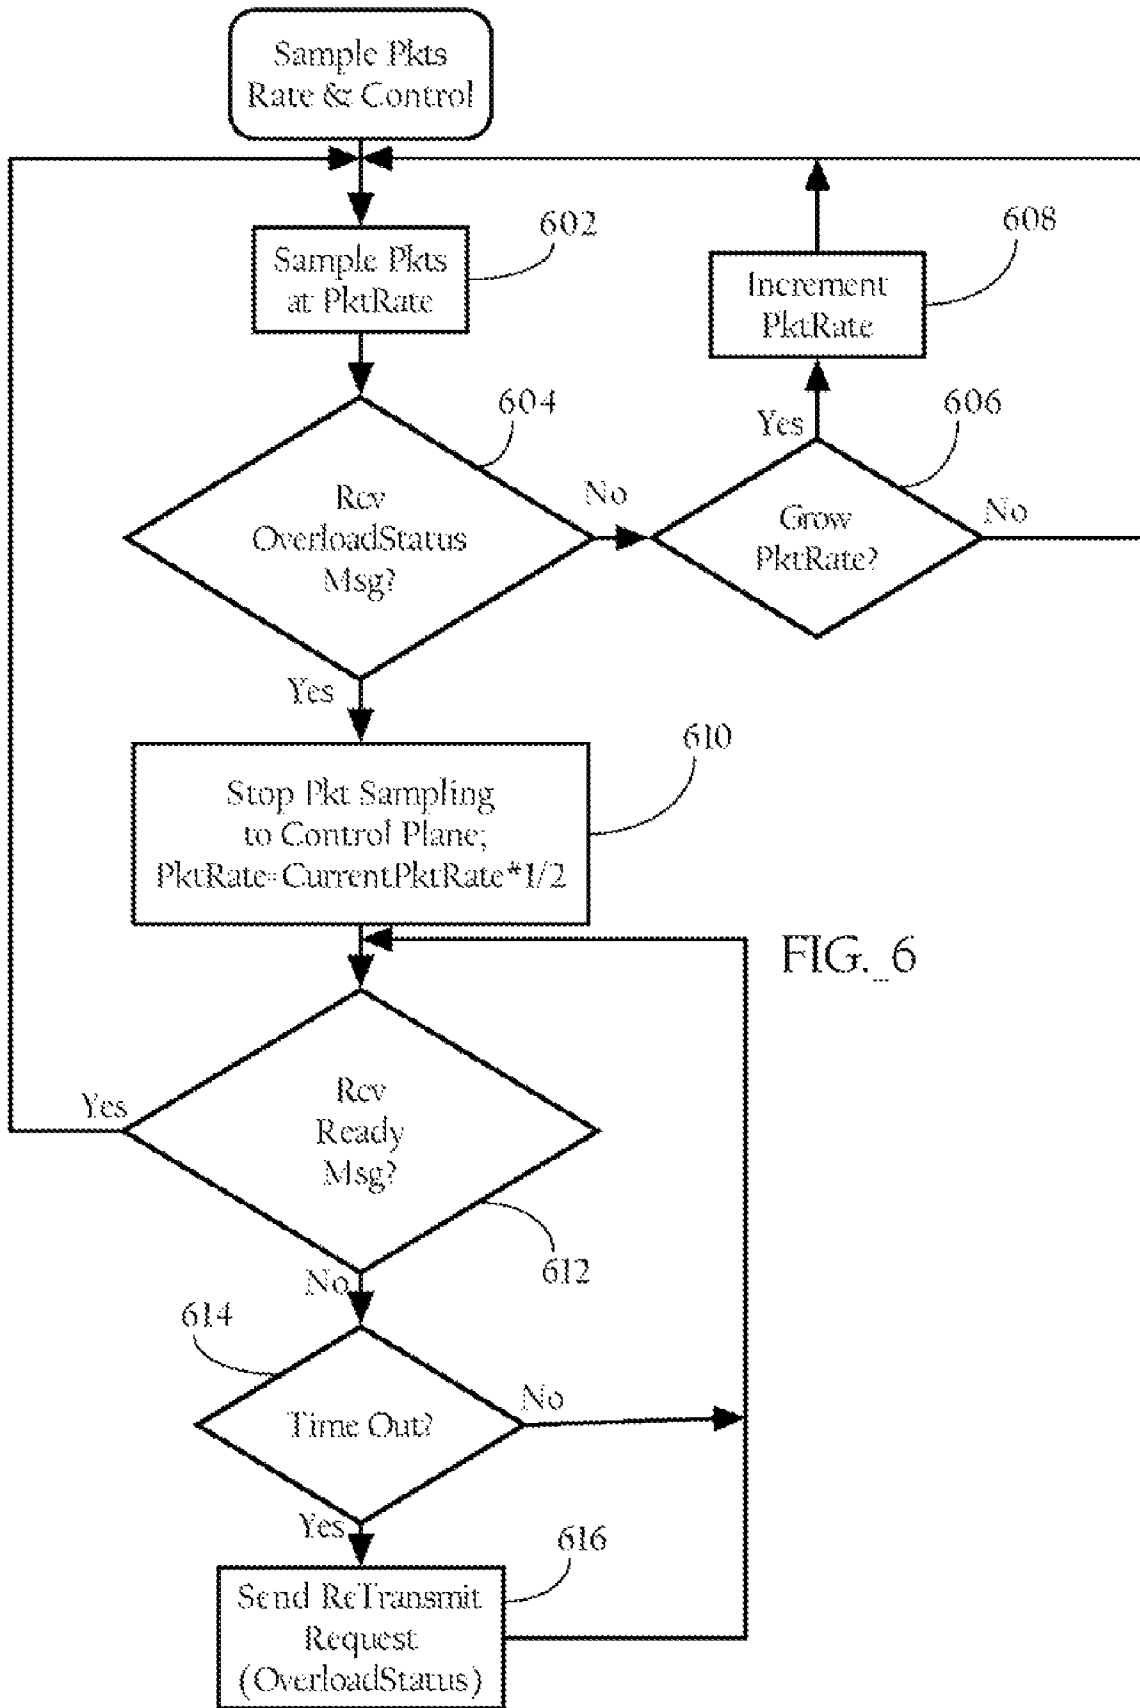 Sample Pkts
Rate & Control
602
Sample Pkts
at PktRate
608
Increment
PktRate
604
606
Yes
Rcv
OverloadStatus
Msg?
No
Grow
PktRate?
No
Yes
610
Stop Pkt Sampling
to Control Plane;
PktRate=CurrentPktRate*1/2
FIG._6
Yes
Rcv
Ready
Msg?
612
No
614
Time Out?
No
Yes
616
Send ReTransmit
Request
(OverloadStatus)